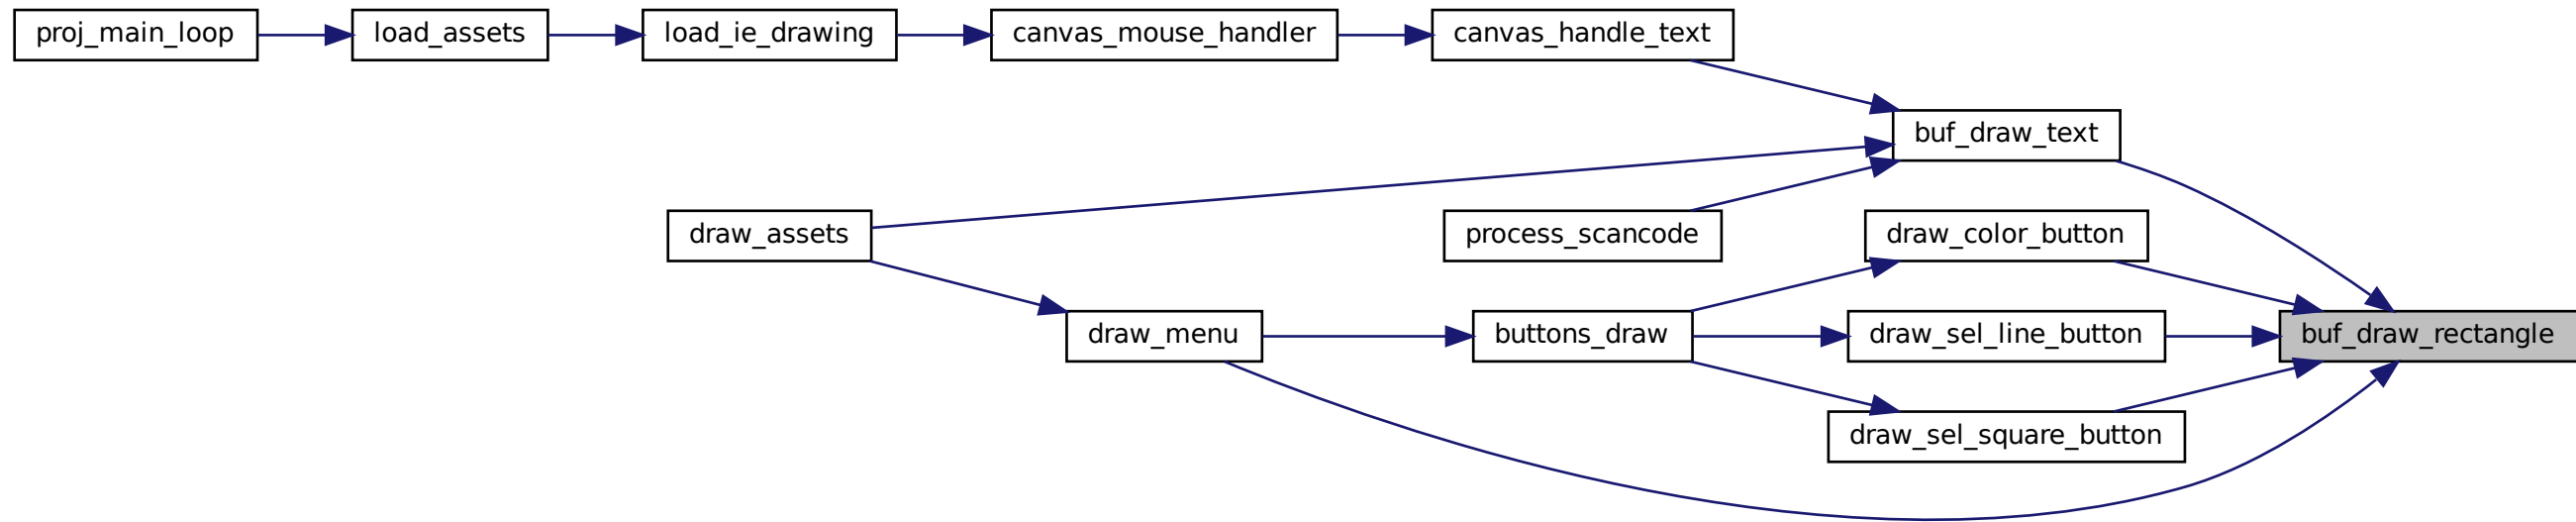 proj_main_loop
load_assets
load_ie_drawing
canvas_mouse_handler
canvas_handle_text
buf_draw_text
draw_assets
process_scancode
draw_color_button
draw_menu
buttons_draw
draw_sel_line_button
buf_draw_rectangle
draw_sel_square_button